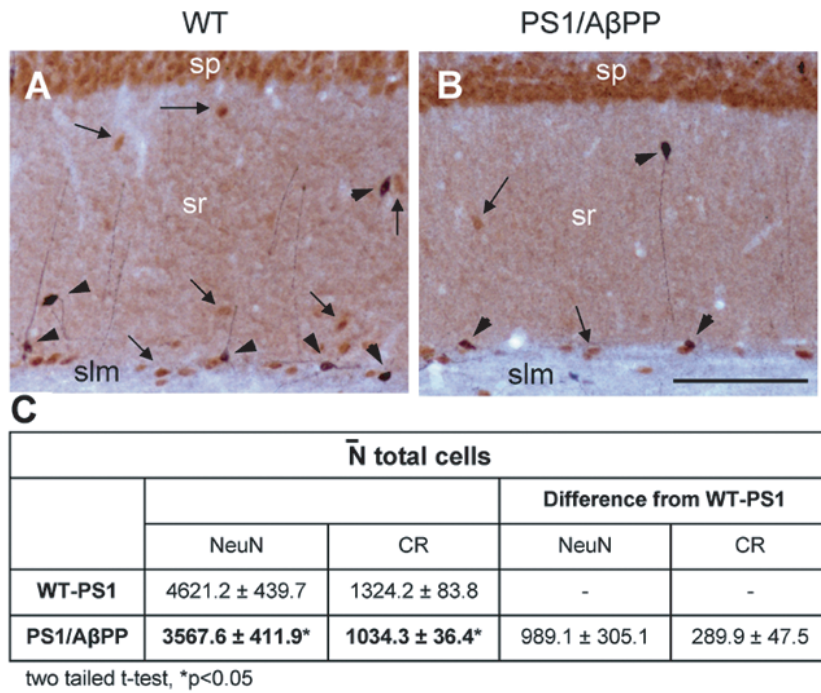 WT PS1/AβPP
A sp B sp
sr sr
slm slm
C
N̄ total cells
Difference from WT-PS1
NeuN CR NeuN CR
WT-PS1 4621.2 ± 439.7 1324.2 ± 83.8 - -
PS1/AβPP 3567.6 ± 411.9* 1034.3 ± 36.4* 989.1 ± 305.1 289.9 ± 47.5
two tailed t-test, *p<0.05